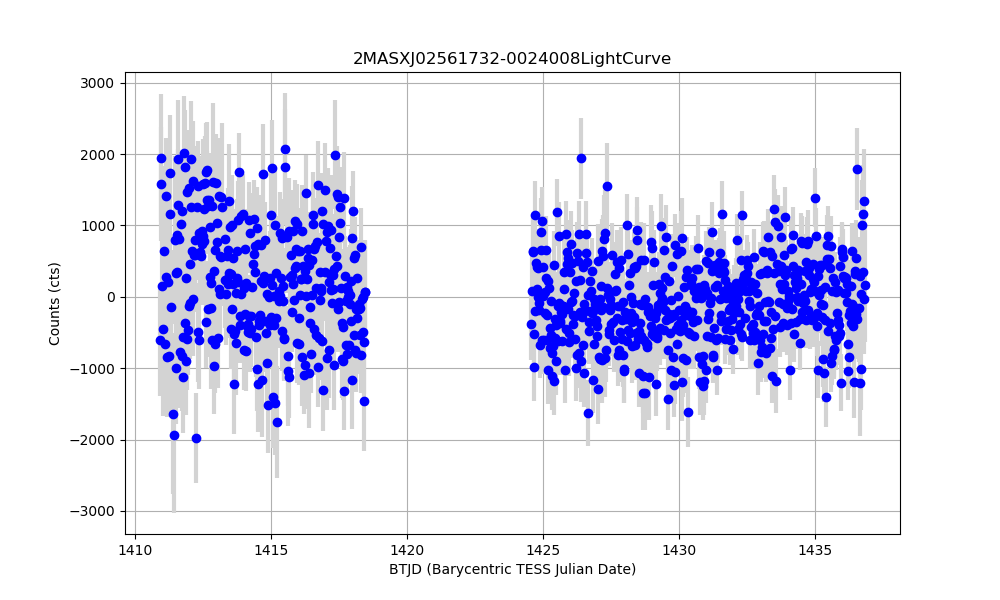 2MASXJ02561732-0024008LightCurve
3000
2000
1000
0
−1000
−2000
−3000
Counts (cts)
1410 1415 1420 1425 1430 1435
BTJD (Barycentric TESS Julian Date)